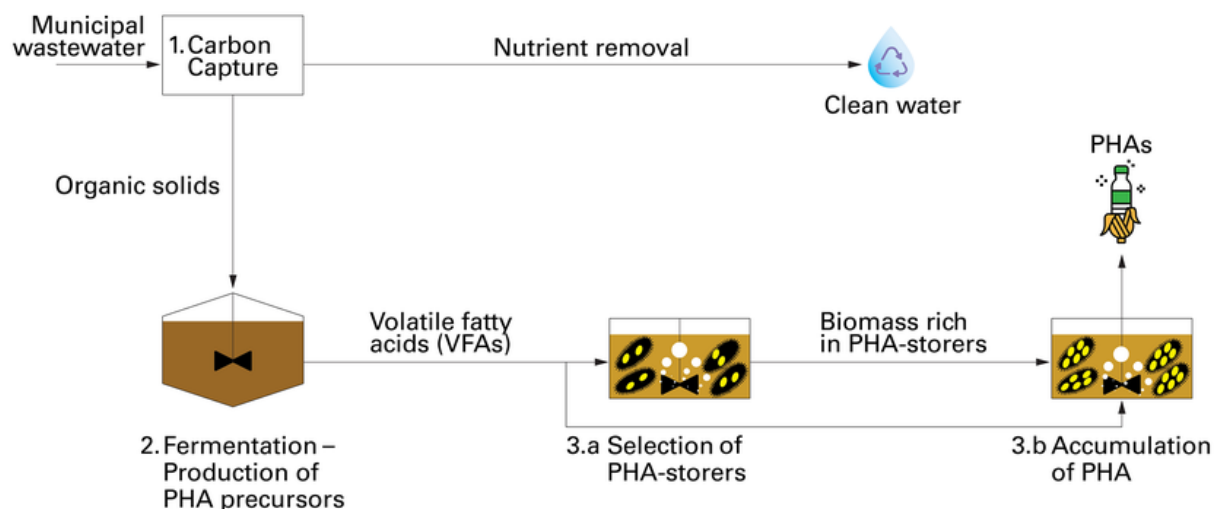 Municipal
wastewater
1. Carbon
Capture
Nutrient removal
Clean water
Organic solids
PHAs
Volatile fatty
acids (VFAs)
Biomass rich
in PHA-storers
2. Fermentation –
Production of
PHA precursors
3.a Selection of
PHA-storers
3.b Accumulation
of PHA